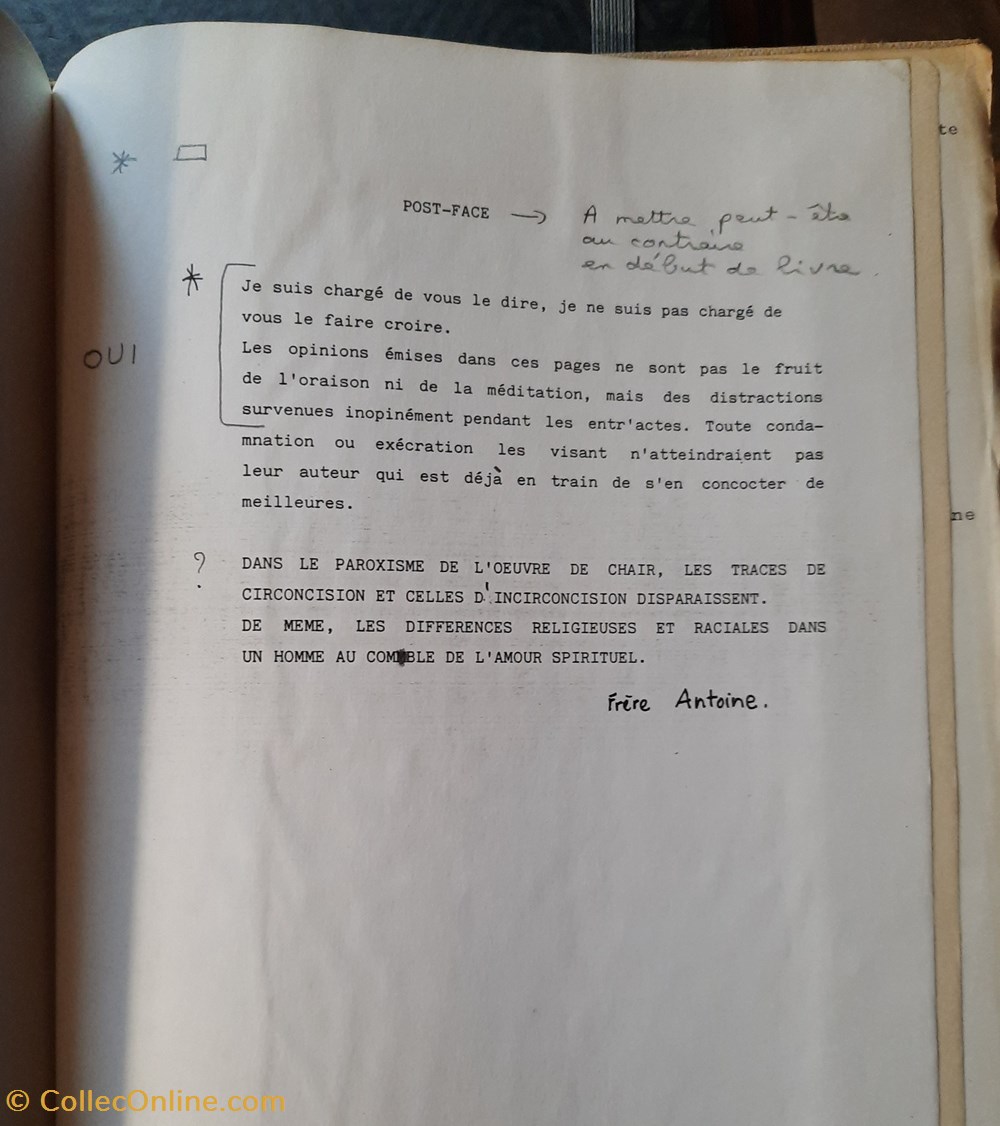 te
POST-FACE → A mettre peut-être
au contraire
en début de livre.
* Je suis chargé de vous le dire, je ne suis pas chargé de
vous le faire croire.
OUI
Les opinions émises dans ces pages ne sont pas le fruit
de l'oraison ni de la méditation, mais des distractions
survenues inopinément pendant les entr'actes. Toute conda-
mnation ou exécration les visant n'atteindraient pas
leur auteur qui est déjà en train de s'en concocter de
meilleures.
ne
? DANS LE PAROXISME DE L'OEUVRE DE CHAIR, LES TRACES DE
CIRCONCISION ET CELLES D'INCIRCONCISION DISPARAISSENT.
DE MEME, LES DIFFERENCES RELIGIEUSES ET RACIALES DANS
UN HOMME AU COMBLE DE L'AMOUR SPIRITUEL.
Frère Antoine.
© CollecOnline.com